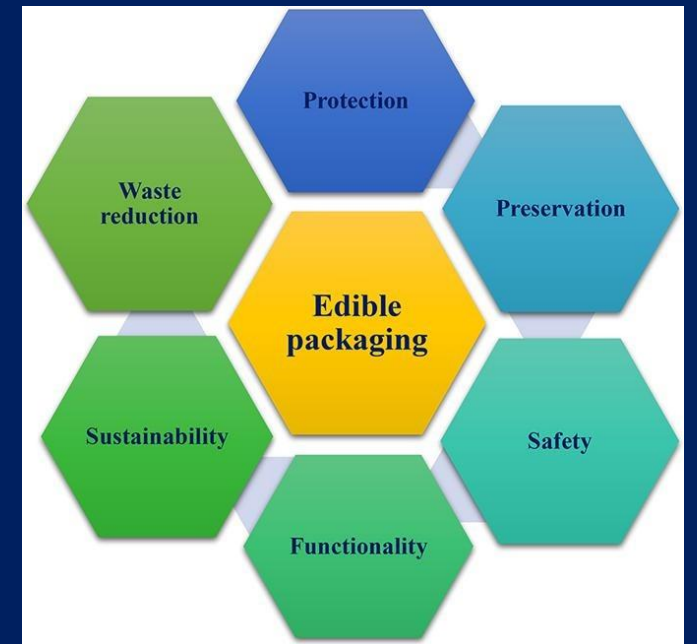 Protection
Preservation
Safety
Functionality
Sustainability
Waste
reduction
Edible
packaging